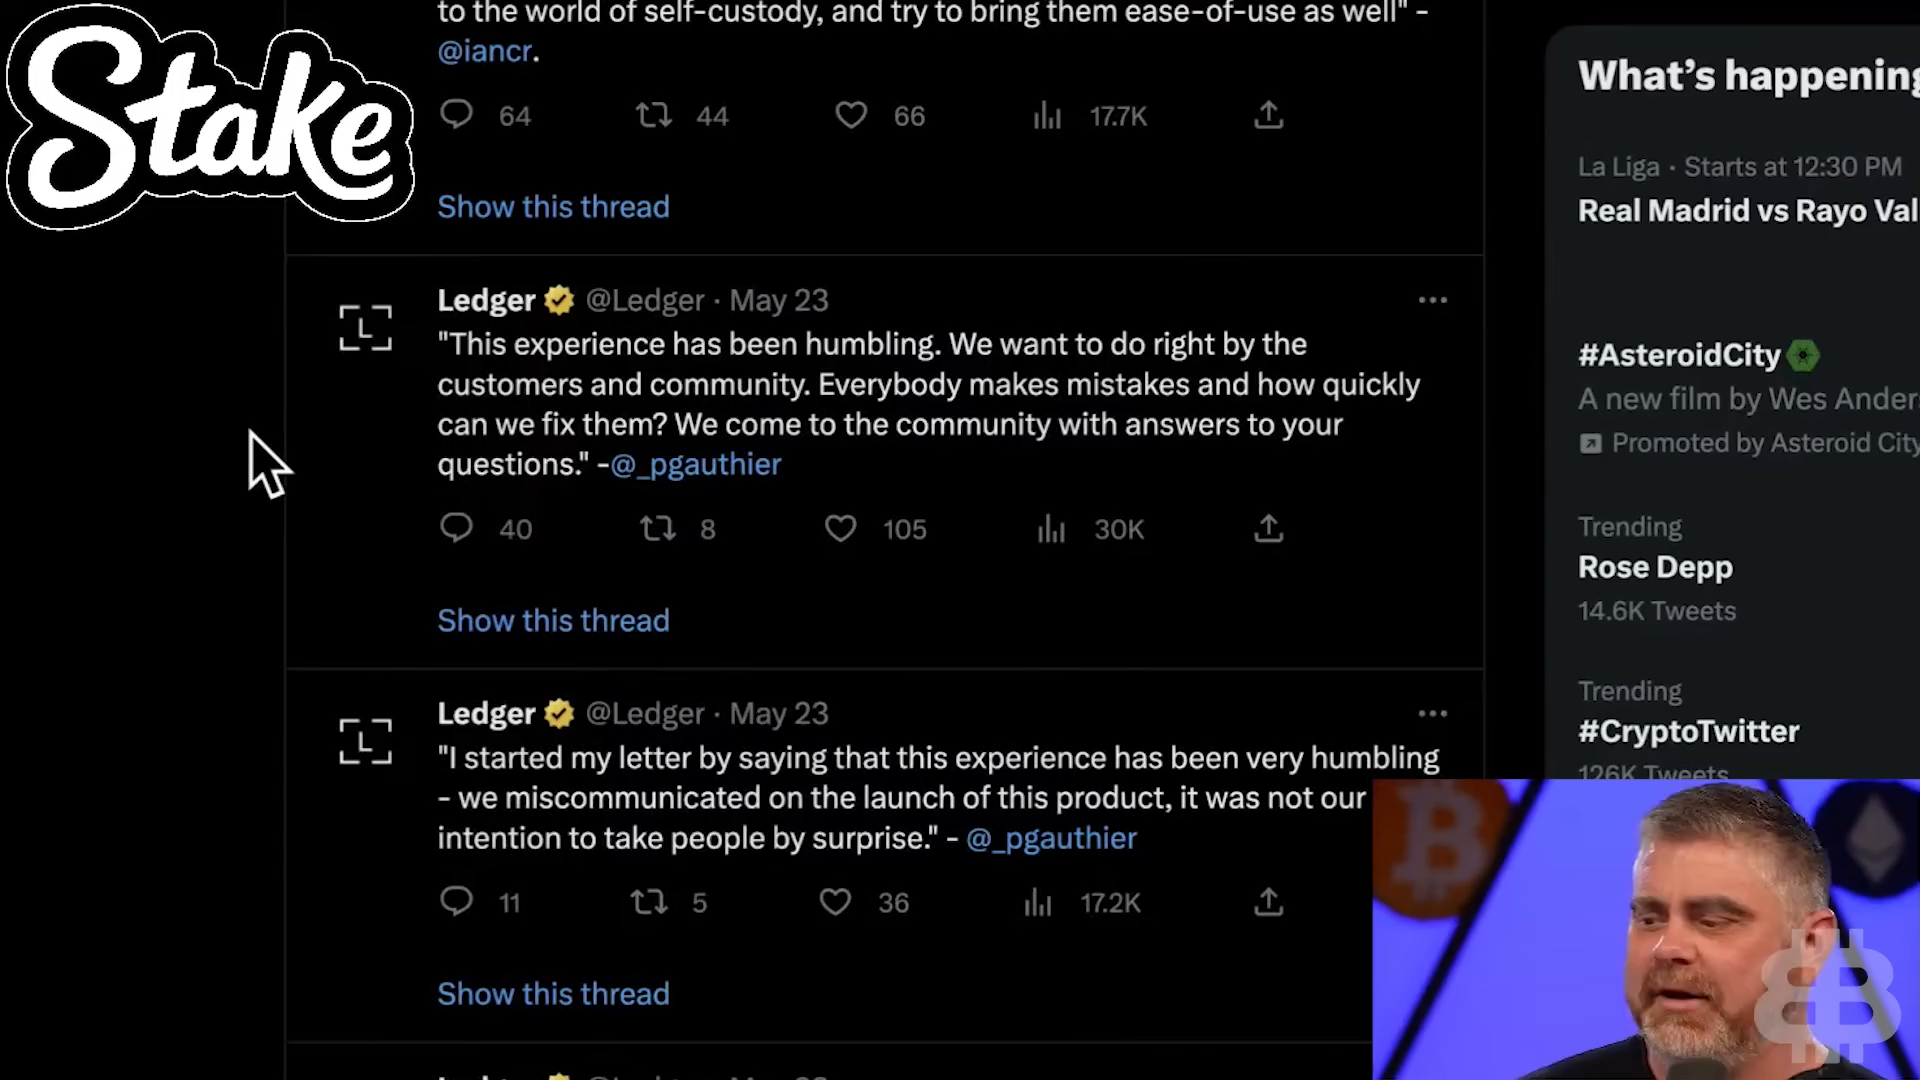 to the world of self-custody, and try to bring them ease-of-use as well" -
@iancr.
64 44 66 17.7K
Show this thread
Stake
Ledger @Ledger · May 23
"This experience has been humbling. We want to do right by the
customers and community. Everybody makes mistakes and how quickly
can we fix them? We come to the community with answers to your
questions." -@_pgauthier
40 8 105 30K
Show this thread
Ledger @Ledger · May 23
"I started my letter by saying that this experience has been very humbling
- we miscommunicated on the launch of this product, it was not our
intention to take people by surprise." - @_pgauthier
11 5 36 17.2K
Show this thread
What's happening
La Liga · Starts at 12:30 PM
Real Madrid vs Rayo Val
#AsteroidCity
A new film by Wes Ander
Promoted by Asteroid City
Trending
Rose Depp
14.6K Tweets
Trending
#CryptoTwitter
126K Tweets